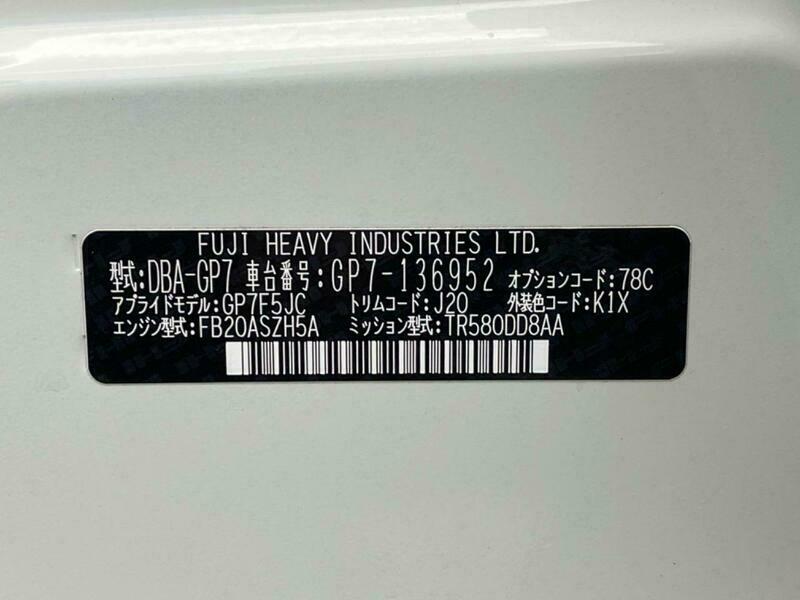 FUJI HEAVY INDUSTRIES LTD.
型式:DBA-GP7 車台番号:GP7-136952 オプションコード:78C
アプライドモデル:GP7E5JC トリムコード:J20 外装色コード:K1X
エンジン型式:FB20ASZH5A ミッション型式:TR580DD8AA